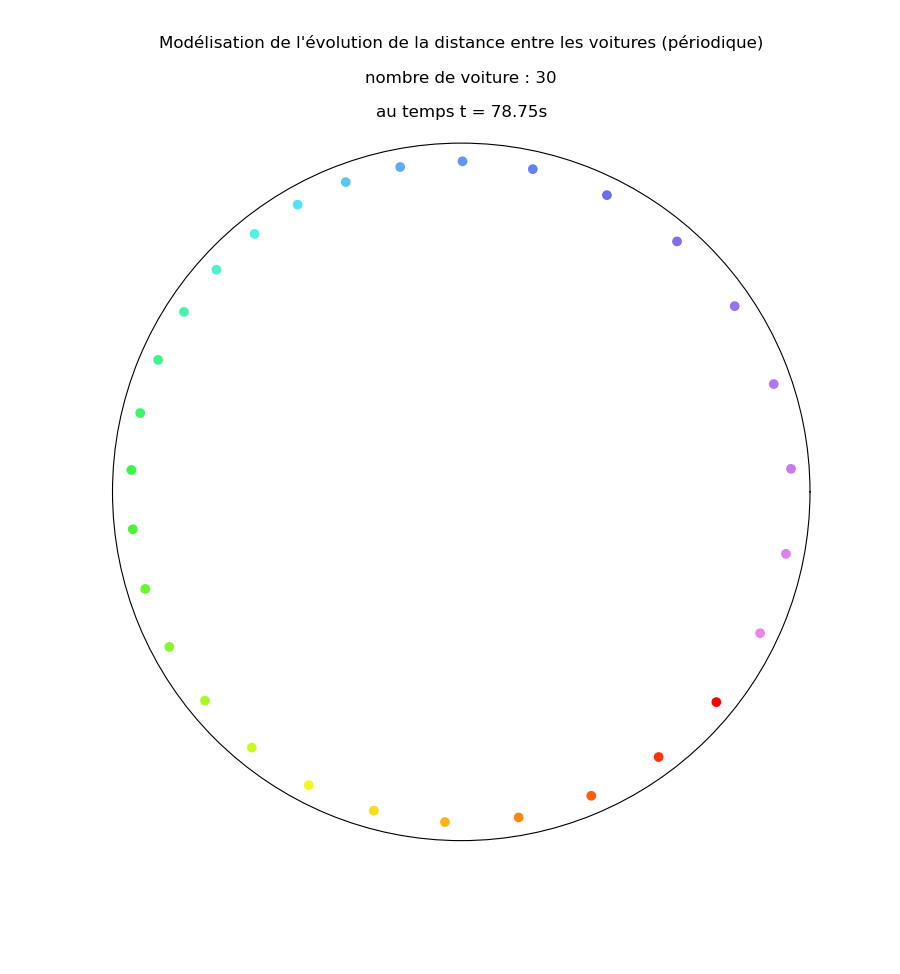 Modélisation de l'évolution de la distance entre les voitures (périodique)
nombre de voiture : 30
au temps t = 78.75s